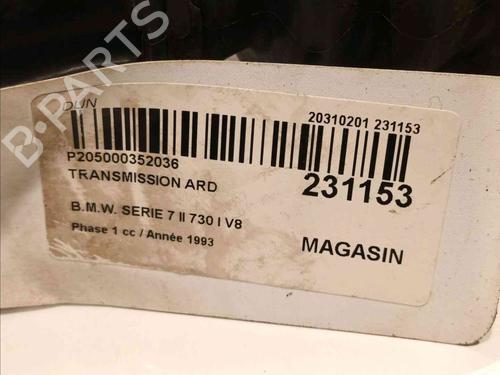 DUN
20310201 231153
P205000352036
TRANSMISSION ARD
231153
B.M.W. SERIE 7 II 730 I V8
Phase 1 cc / Année 1993
MAGASIN
B-PARTS